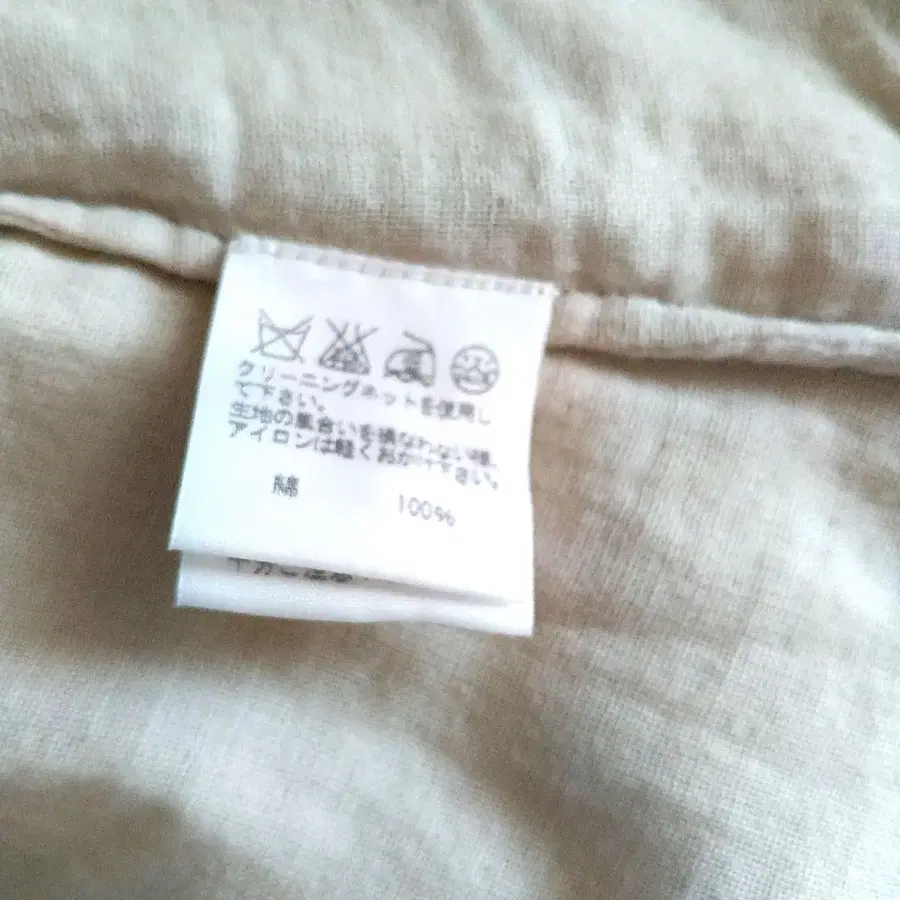 クリーニングネットを使用し
て下さい。
生地の風合いを損なわない様、
アイロンは軽くおかけ下さい。
綿 100%